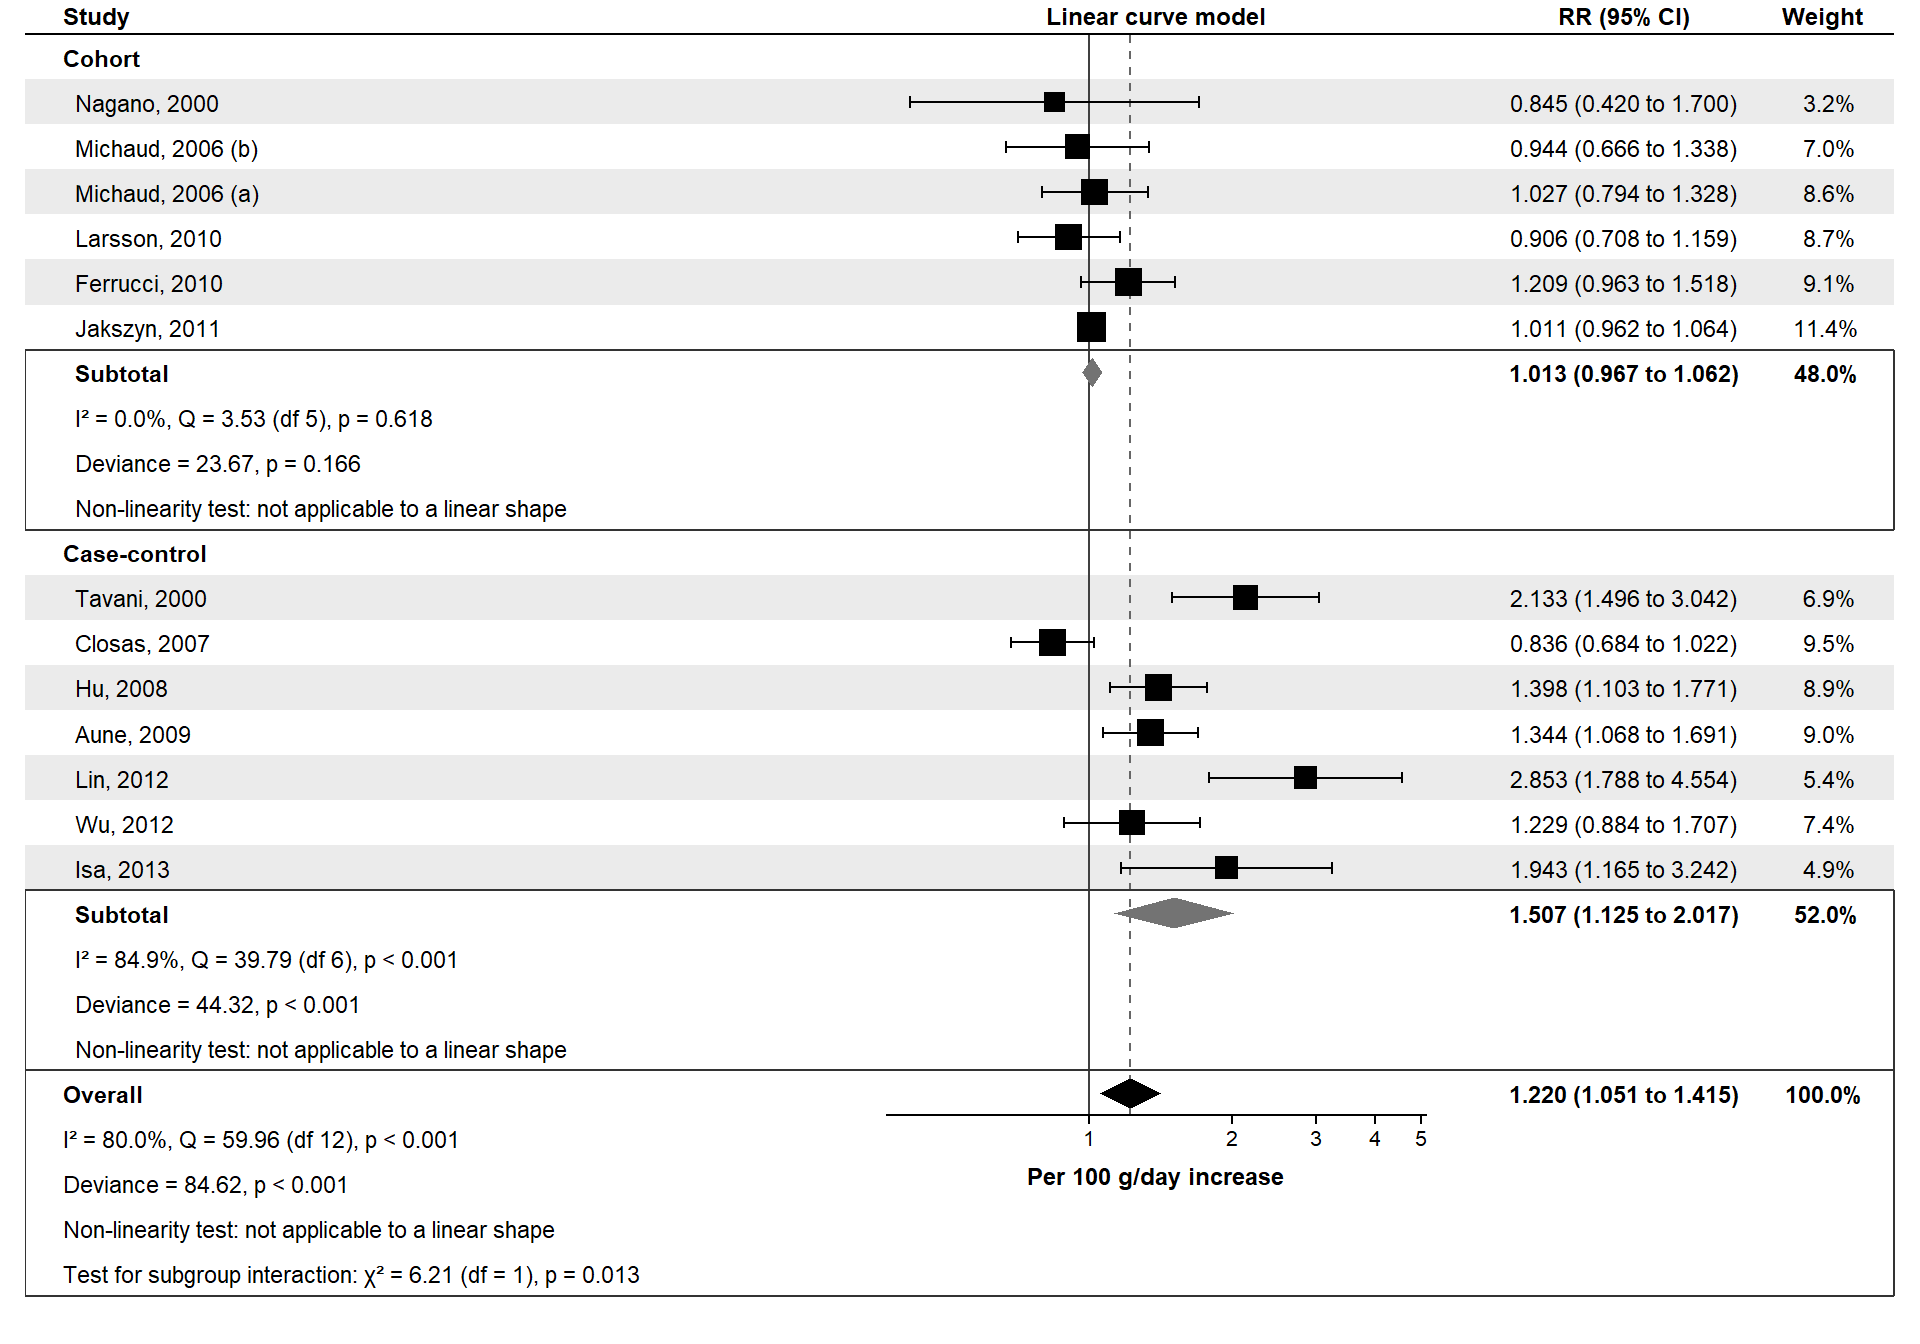 Study Linear curve model RR (95% CI) Weight
Cohort
Nagano, 2000 0.845 (0.420 to 1.700) 3.2%
Michaud, 2006 (b) 0.944 (0.666 to 1.338) 7.0%
Michaud, 2006 (a) 1.027 (0.794 to 1.328) 8.6%
Larsson, 2010 0.906 (0.708 to 1.159) 8.7%
Ferrucci, 2010 1.209 (0.963 to 1.518) 9.1%
Jakszyn, 2011 1.011 (0.962 to 1.064) 11.4%
Subtotal 1.013 (0.967 to 1.062) 48.0%
I² = 0.0%, Q = 3.53 (df 5), p = 0.618
Deviance = 23.67, p = 0.166
Non-linearity test: not applicable to a linear shape
Case-control
Tavani, 2000 2.133 (1.496 to 3.042) 6.9%
Closas, 2007 0.836 (0.684 to 1.022) 9.5%
Hu, 2008 1.398 (1.103 to 1.771) 8.9%
Aune, 2009 1.344 (1.068 to 1.691) 9.0%
Lin, 2012 2.853 (1.788 to 4.554) 5.4%
Wu, 2012 1.229 (0.884 to 1.707) 7.4%
Isa, 2013 1.943 (1.165 to 3.242) 4.9%
Subtotal 1.507 (1.125 to 2.017) 52.0%
I² = 84.9%, Q = 39.79 (df 6), p < 0.001
Deviance = 44.32, p < 0.001
Non-linearity test: not applicable to a linear shape
Overall 1.220 (1.051 to 1.415) 100.0%
I² = 80.0%, Q = 59.96 (df 12), p < 0.001
1 2 3 4 5
Per 100 g/day increase
Deviance = 84.62, p < 0.001
Non-linearity test: not applicable to a linear shape
Test for subgroup interaction: χ² = 6.21 (df = 1), p = 0.013